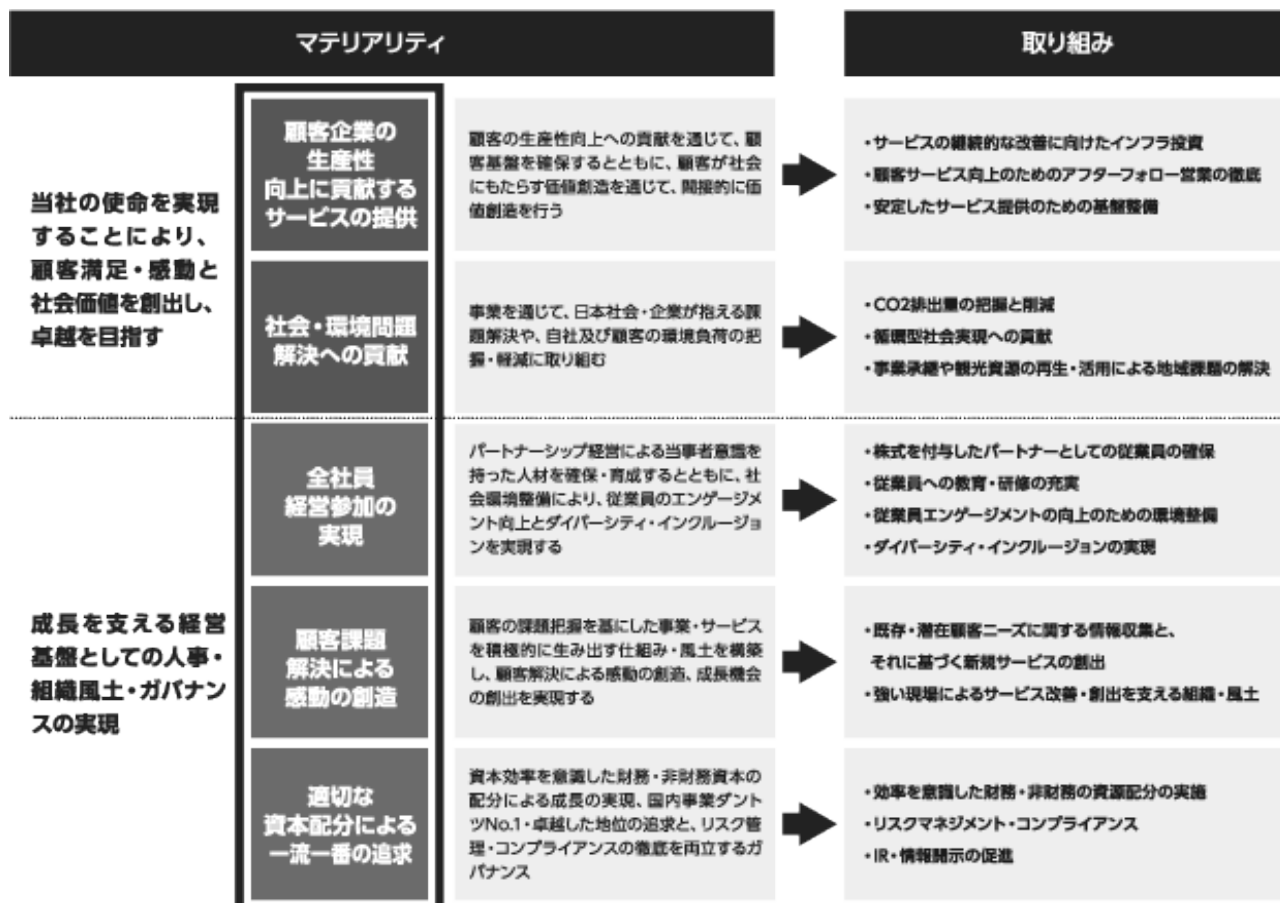 マテリアリティ
取り組み
当社の使命を実現
することにより、
顧客満足・感動と
社会価値を創出し、
卓越を目指す
顧客企業の
生産性
向上に貢献する
サービスの提供
顧客の生産性向上への貢献を通じて、顧
客基盤を確保するとともに、顧客が社会
にもたらす価値創造を通じて、間接的に価
値創造を行う
・サービスの継続的な改善に向けたインフラ投資
・顧客サービス向上のためのアフターフォロー営業の徹底
・安定したサービス提供のための基盤整備
社会・環境問題
解決への貢献
事業を通じて、日本社会・企業が抱える課
題解決や、自社及び顧客の環境負荷の把
握・軽減に取り組む
・CO2排出量の把握と削減
・循環型社会実現への貢献
・事業承継や観光資源の再生・活用による地域課題の解決
成長を支える経営
基盤としての人事・
組織風土・ガバナン
スの実現
全社員
経営参加の
実現
パートナーシップ経営による当事者意識を
持った人材を確保・育成するとともに、社
会環境整備により、従業員のエンゲージメ
ント向上とダイバーシティ・インクルージョ
ンを実現する
・株式を付与したパートナーとしての従業員の確保
・従業員への教育・研修の充実
・従業員エンゲージメントの向上のための環境整備
・ダイバーシティ・インクルージョンの実現
顧客課題
解決による
感動の創造
顧客の課題把握を基にした事業・サービス
を積極的に生み出す仕組み・風土を構築
し、顧客解決による感動の創造、成長機会
の創出を実現する
・既存・潜在顧客ニーズに関する情報収集と、
それに基づく新規サービスの創出
・強い現場によるサービス改善・創出を支える組織・風土
適切な
資本配分による
一流一番の追求
資本効率を意識した財務・非財務資本の
配分による成長の実現、国内事業ダント
ツNo.1・卓越した地位の追求と、リスク管
理・コンプライアンスの徹底を両立するガ
バナンス
・効率を意識した財務・非財務の資源配分の実施
・リスクマネジメント・コンプライアンス
・IR・情報開示の促進